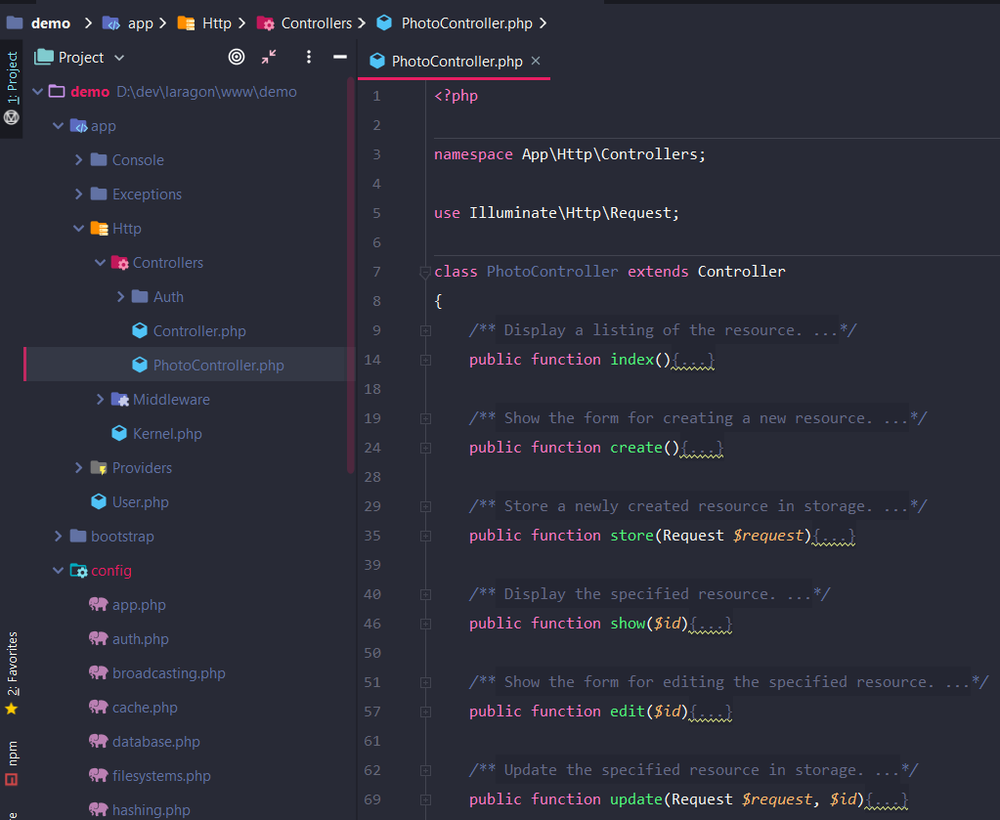 demo app Http Controllers PhotoController.php
Project
1: Project
2: Favorites
npm
demo D:\dev\laragon\www\demo
app
Console
Exceptions
Http
Controllers
Auth
Controller.php
PhotoController.php
Middleware
Kernel.php
Providers
User.php
bootstrap
config
app.php
auth.php
broadcasting.php
cache.php
database.php
filesystems.php
hashing.php
PhotoController.php
1 <?php
2
3 namespace App\Http\Controllers;
4
5 use Illuminate\Http\Request;
6
7 class PhotoController extends Controller
8 {
9 /** Display a listing of the resource. ...*/
14 public function index(){...}
18
19 /** Show the form for creating a new resource. ...*/
24 public function create(){...}
28
29 /** Store a newly created resource in storage. ...*/
35 public function store(Request $request){...}
39
40 /** Display the specified resource. ...*/
46 public function show($id){...}
50
51 /** Show the form for editing the specified resource. ...*/
57 public function edit($id){...}
61
62 /** Update the specified resource in storage. ...*/
69 public function update(Request $request, $id){...}